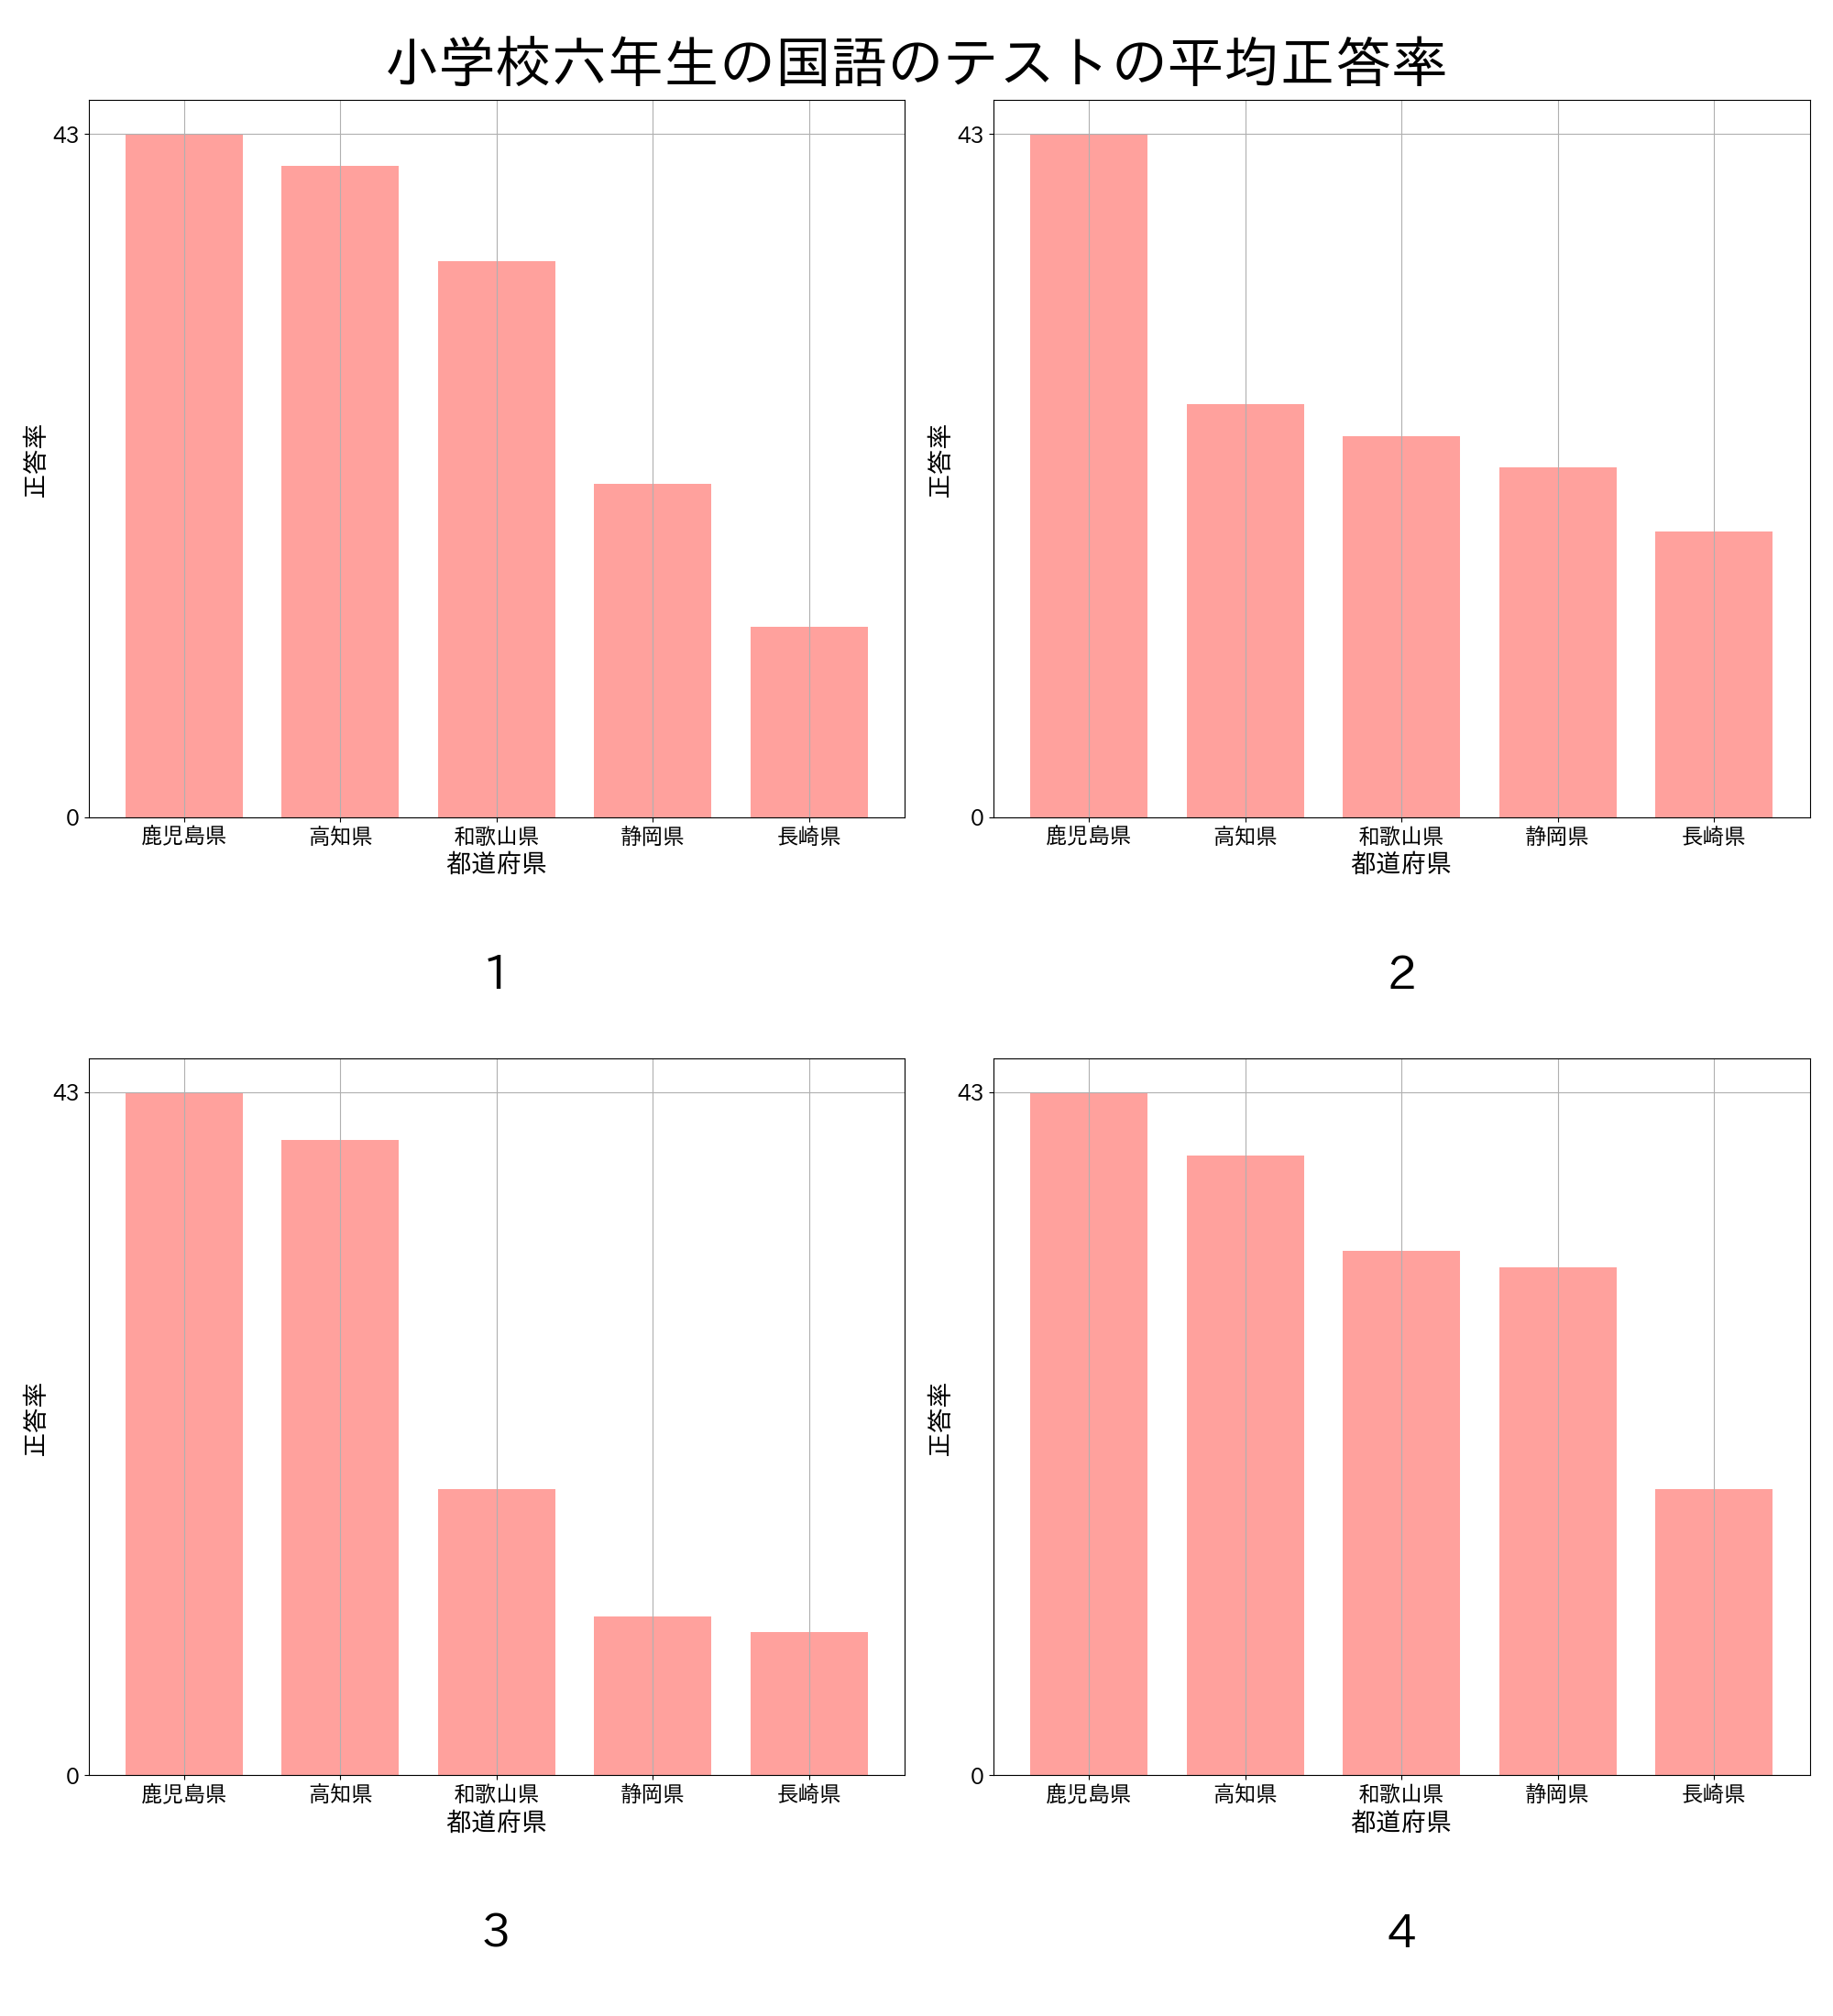 小学校六年生の国語のテストの平均正答率
43
0
正答率
鹿児島県 高知県 和歌山県 静岡県 長崎県
都道府県
1
43
0
正答率
鹿児島県 高知県 和歌山県 静岡県 長崎県
都道府県
2
43
0
正答率
鹿児島県 高知県 和歌山県 静岡県 長崎県
都道府県
3
43
0
正答率
鹿児島県 高知県 和歌山県 静岡県 長崎県
都道府県
4